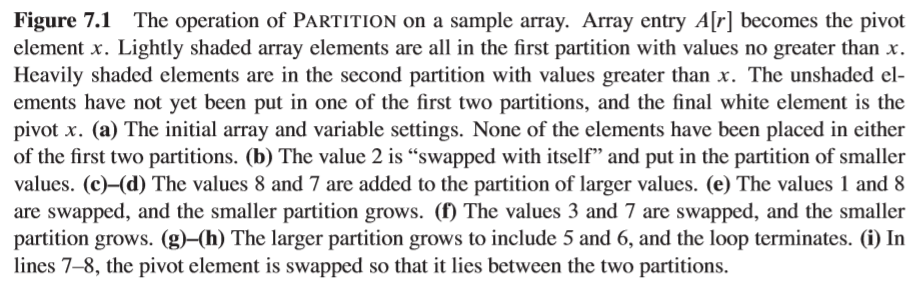 Figure 7.1 The operation of PARTITION on a sample array. Array entry A[r] becomes the pivot
element x. Lightly shaded array elements are all in the first partition with values no greater than x.
Heavily shaded elements are in the second partition with values greater than x. The unshaded el-
ements have not yet been put in one of the first two partitions, and the final white element is the
pivot x. (a) The initial array and variable settings. None of the elements have been placed in either
of the first two partitions. (b) The value 2 is “swapped with itself” and put in the partition of smaller
values. (c)–(d) The values 8 and 7 are added to the partition of larger values. (e) The values 1 and 8
are swapped, and the smaller partition grows. (f) The values 3 and 7 are swapped, and the smaller
partition grows. (g)–(h) The larger partition grows to include 5 and 6, and the loop terminates. (i) In
lines 7–8, the pivot element is swapped so that it lies between the two partitions.